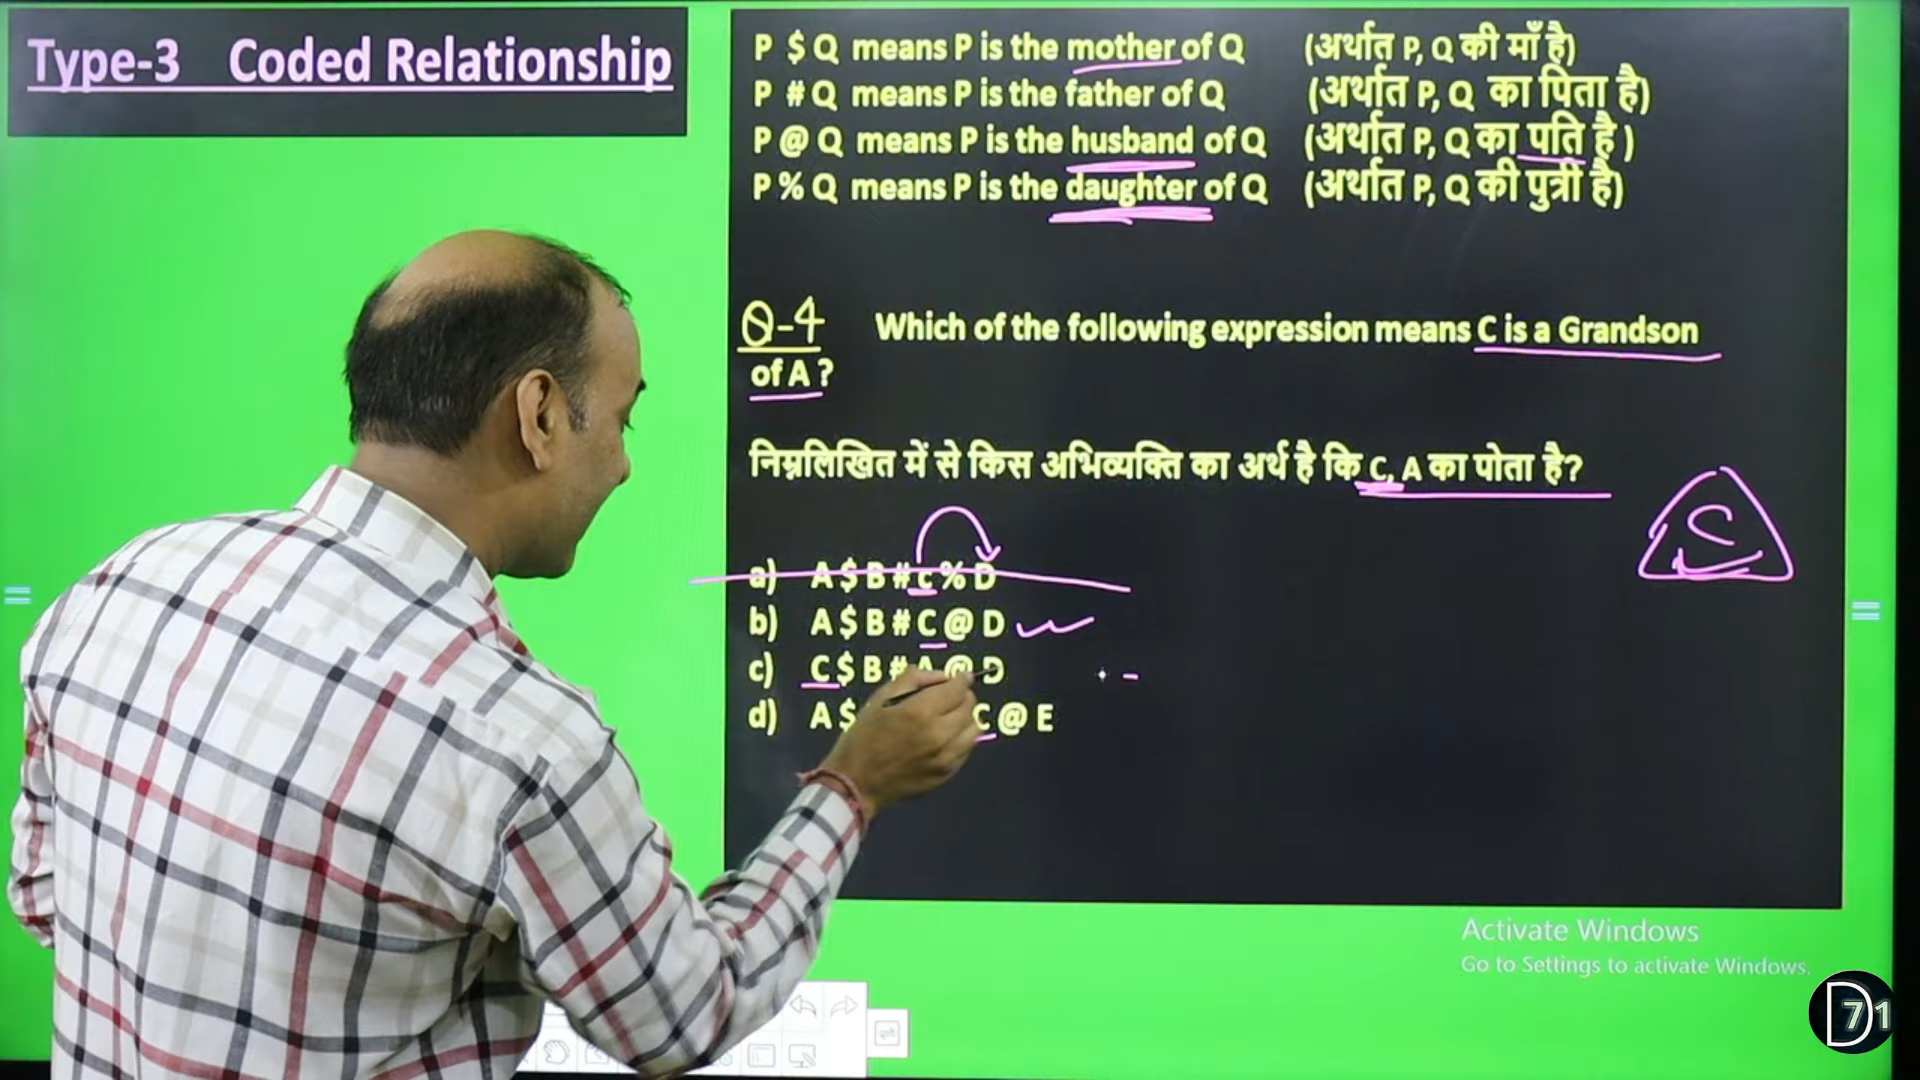 Type-3 Coded Relationship
P $ Q means P is the mother of Q (अर्थात P, Q की माँ है)
P # Q means P is the father of Q (अर्थात P, Q का पिता है)
P @ Q means P is the husband of Q (अर्थात P, Q का पति है )
P % Q means P is the daughter of Q (अर्थात P, Q की पुत्री है)
Q-4 Which of the following expression means C is a Grandson
of A ?
निम्नलिखित में से किस अभिव्यक्ति का अर्थ है कि C, A का पोता है?
C
a) A $ B # c % D
b) A $ B # C @ D
c) C $ B # A @ D
d) A $ C @ E
Activate Windows
Go to Settings to activate Windows.
D 71